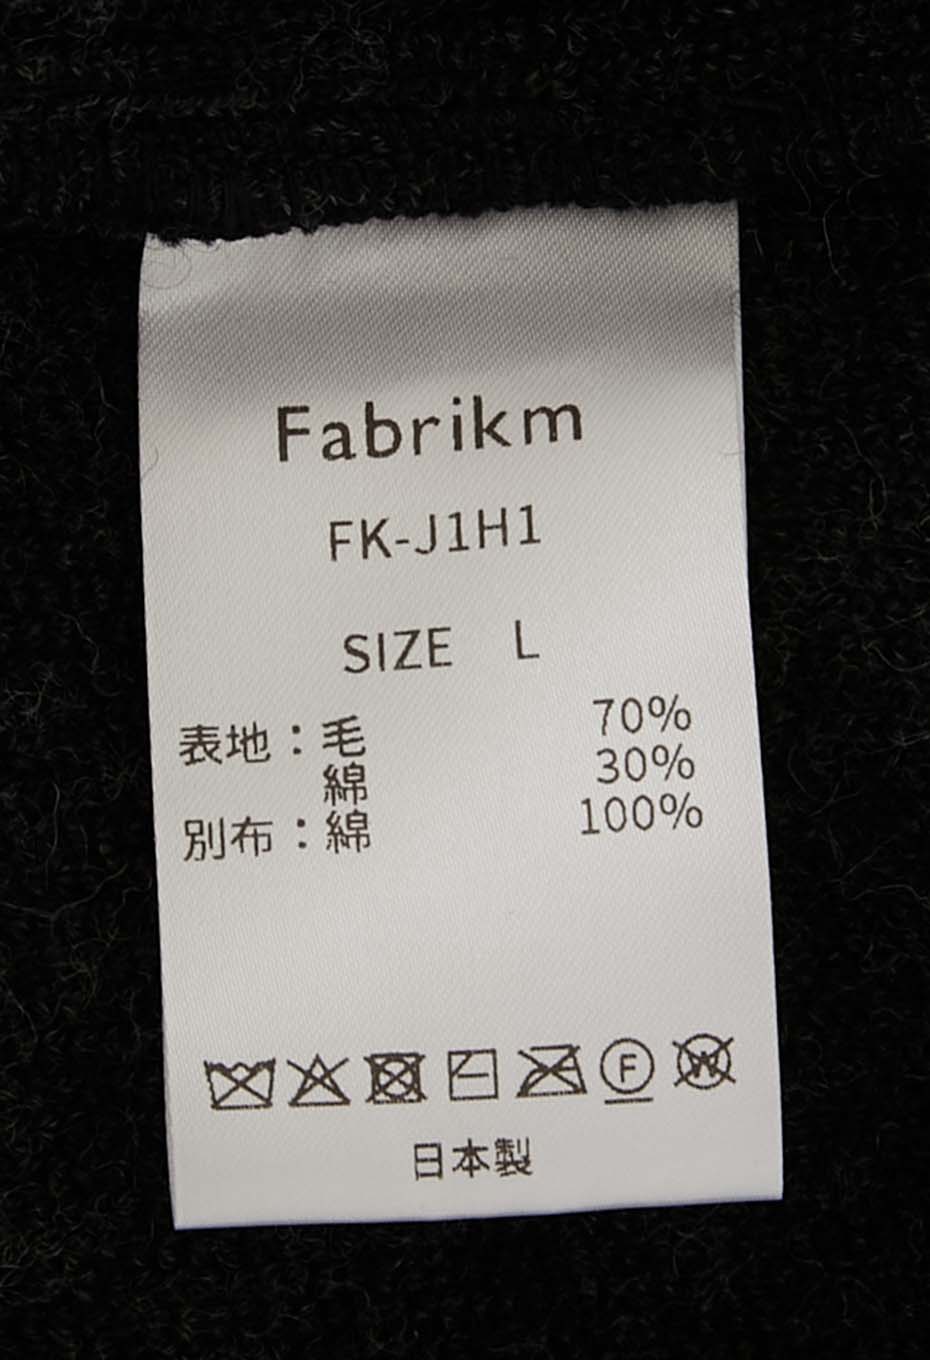 Fabrikm
FK-J1H1
SIZE L
表地：毛 70%
綿 30%
別布：綿 100%
F W
日本製